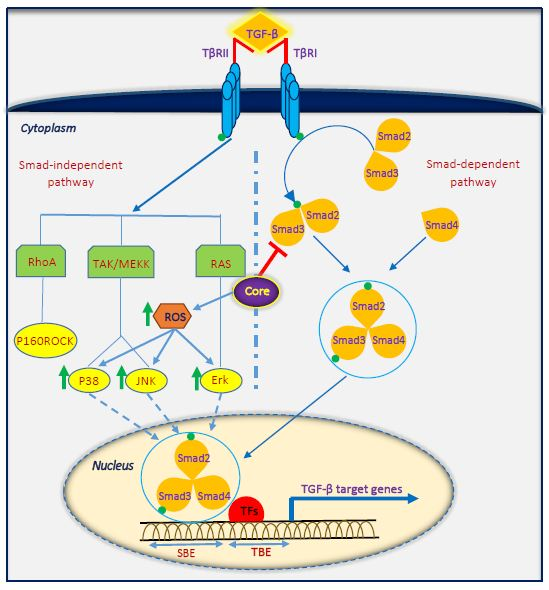 TGF-β
TβRII
TβRI
Cytoplasm
Smad-independent
pathway
Smad-dependent
pathway
Smad2
Smad3
Smad2
Smad3
Smad4
RhoA
TAK/MEKK
RAS
Core
ROS
P160ROCK
P38
JNK
Erk
Smad2
Smad3
Smad4
Nucleus
Smad2
Smad3
Smad4
TFs
TGF-β target genes
SBE
TBE